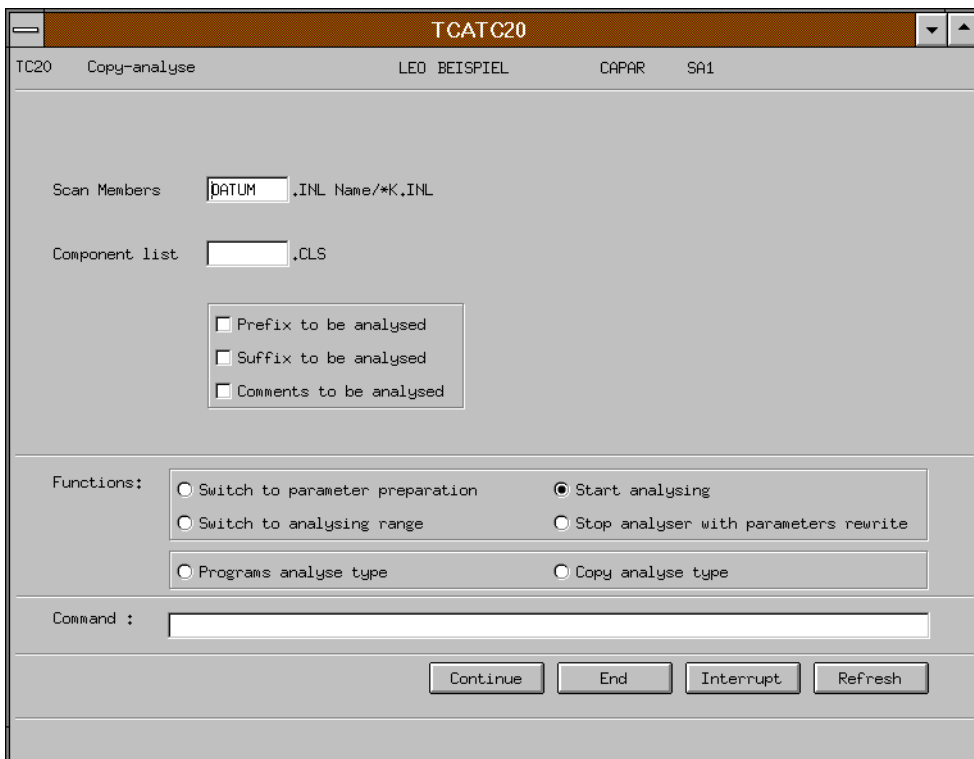 TCATC20
TC20 Copy-analyse LEO BEISPIEL CAPAR SA1
Scan Members DATUM .INL Name/*K.INL
Component list .CLS
Prefix to be analysed
Suffix to be analysed
Comments to be analysed
Functions: Switch to parameter preparation Start analysing
Switch to analysing range Stop analyser with parameters rewrite
Programs analyse type Copy analyse type
Command :
Continue End Interrupt Refresh